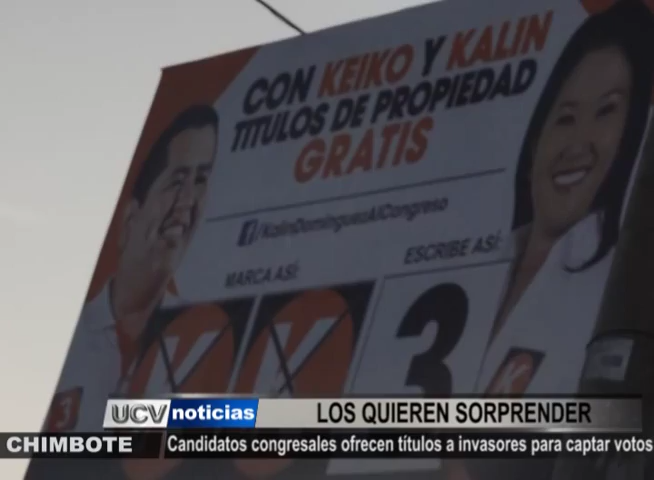 CON KEIKO Y KALIN
TITULOS DE PROPIEDAD
GRATIS
f/KalinDominguezAlCongreso
MARCA ASÍ:
ESCRIBE ASÍ:
K K 3
K
3
UCV noticias
LOS QUIEREN SORPRENDER
CHIMBOTE
Candidatos congresales ofrecen títulos a invasores para captar votos